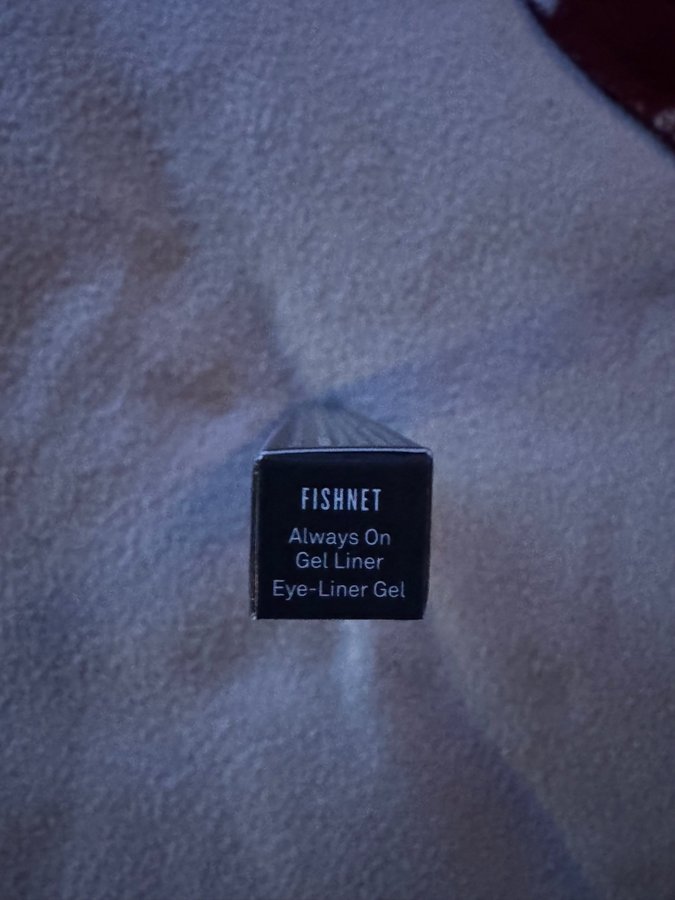 FISHNET
Always On
Gel Liner
Eye-Liner Gel